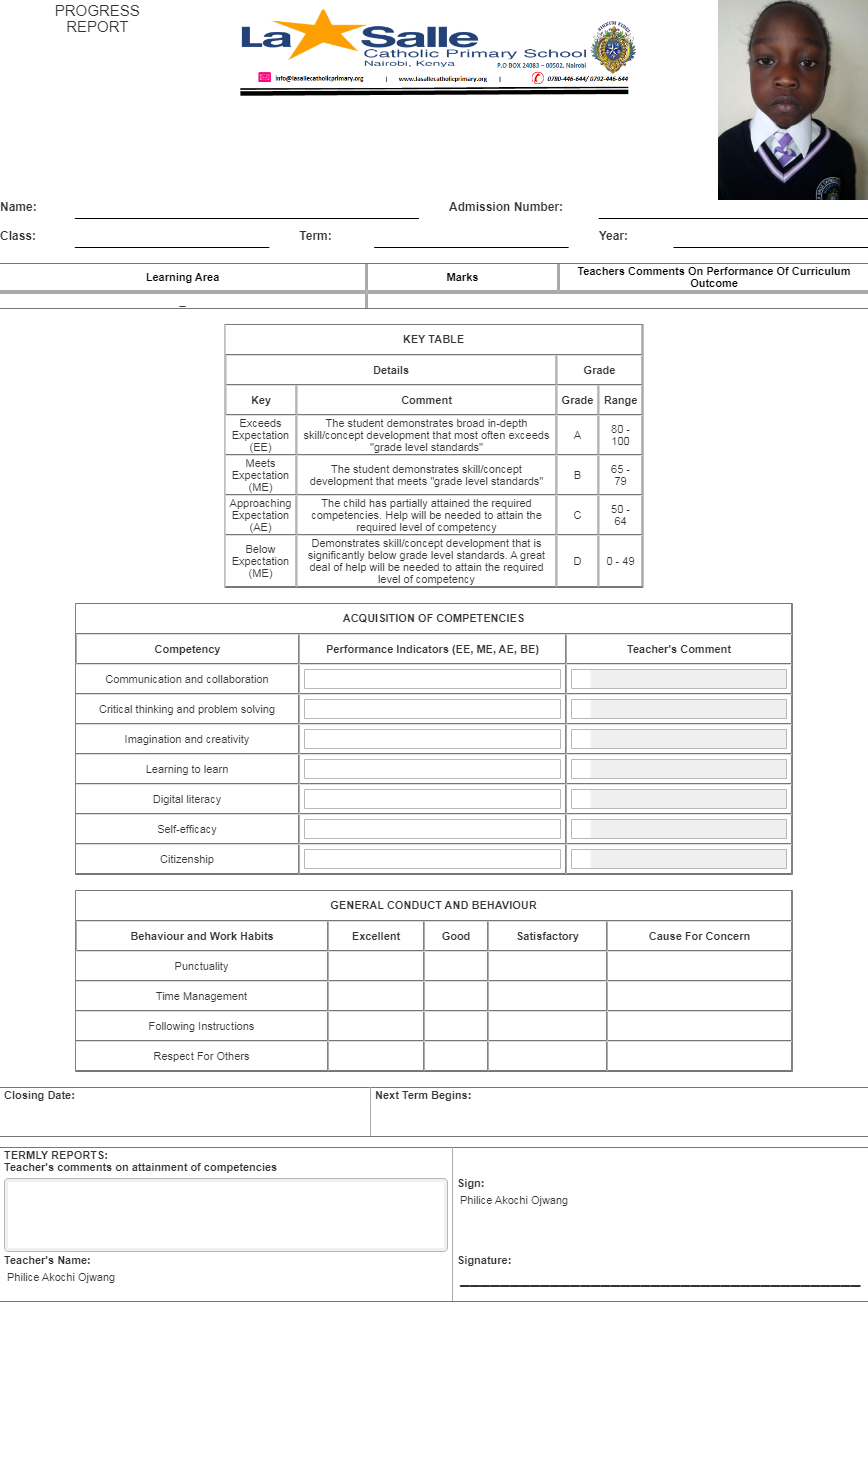 PROGRESS
REPORT
La Salle
Catholic Primary School
Nairobi, Kenya
P.O BOX 24083 – 00502, Nairobi
info@lasallecatholicprimary.org | www.lasallecatholicprimary.org | 0780-446-644/ 0792-446-644
Name: Admission Number:
Class: Term: Year:
Learning Area Marks Teachers Comments On Performance Of Curriculum Outcome
_
KEY TABLE
Details Grade
Key Comment Grade Range
Exceeds Expectation (EE) The student demonstrates broad in-depth skill/concept development that most often exceeds "grade level standards" A 80 - 100
Meets Expectation (ME) The student demonstrates skill/concept development that meets "grade level standards" B 65 - 79
Approaching Expectation (AE) The child has partially attained the required competencies. Help will be needed to attain the required level of competency C 50 - 64
Below Expectation (ME) Demonstrates skill/concept development that is significantly below grade level standards. A great deal of help will be needed to attain the required level of competency D 0 - 49
ACQUISITION OF COMPETENCIES
Competency Performance Indicators (EE, ME, AE, BE) Teacher's Comment
Communication and collaboration
Critical thinking and problem solving
Imagination and creativity
Learning to learn
Digital literacy
Self-efficacy
Citizenship
GENERAL CONDUCT AND BEHAVIOUR
Behaviour and Work Habits Excellent Good Satisfactory Cause For Concern
Punctuality
Time Management
Following Instructions
Respect For Others
Closing Date: Next Term Begins:
TERMLY REPORTS:
Teacher's comments on attainment of competencies
Sign:
Philice Akochi Ojwang
Teacher's Name: Signature:
Philice Akochi Ojwang